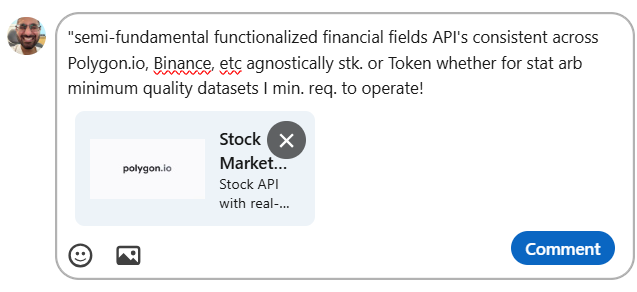 "semi-fundamental functionalized financial fields API's consistent across
Polygon.io, Binance, etc agnostically stk. or Token whether for stat arb
minimum quality datasets I min. req. to operate!
polygon.io
Stock
Market...
Stock API
with real-...
Comment